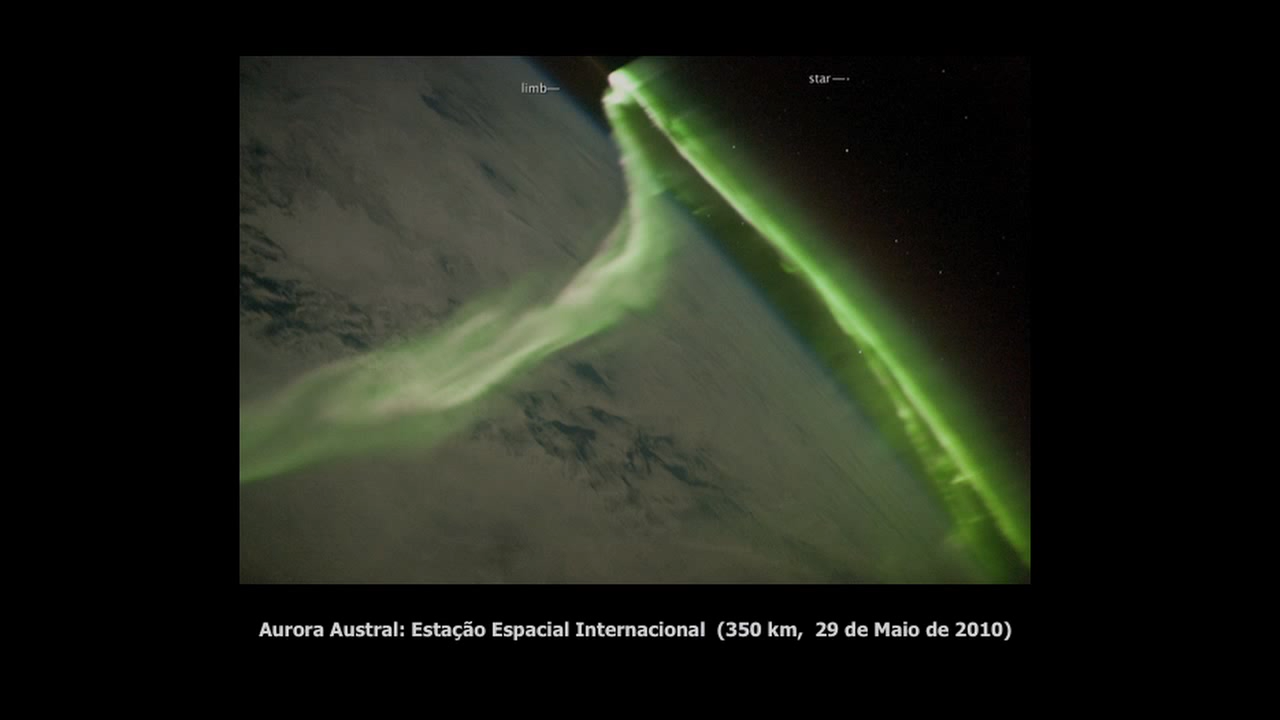 limb
star
Aurora Austral: Estação Espacial Internacional (350 km, 29 de Maio de 2010)